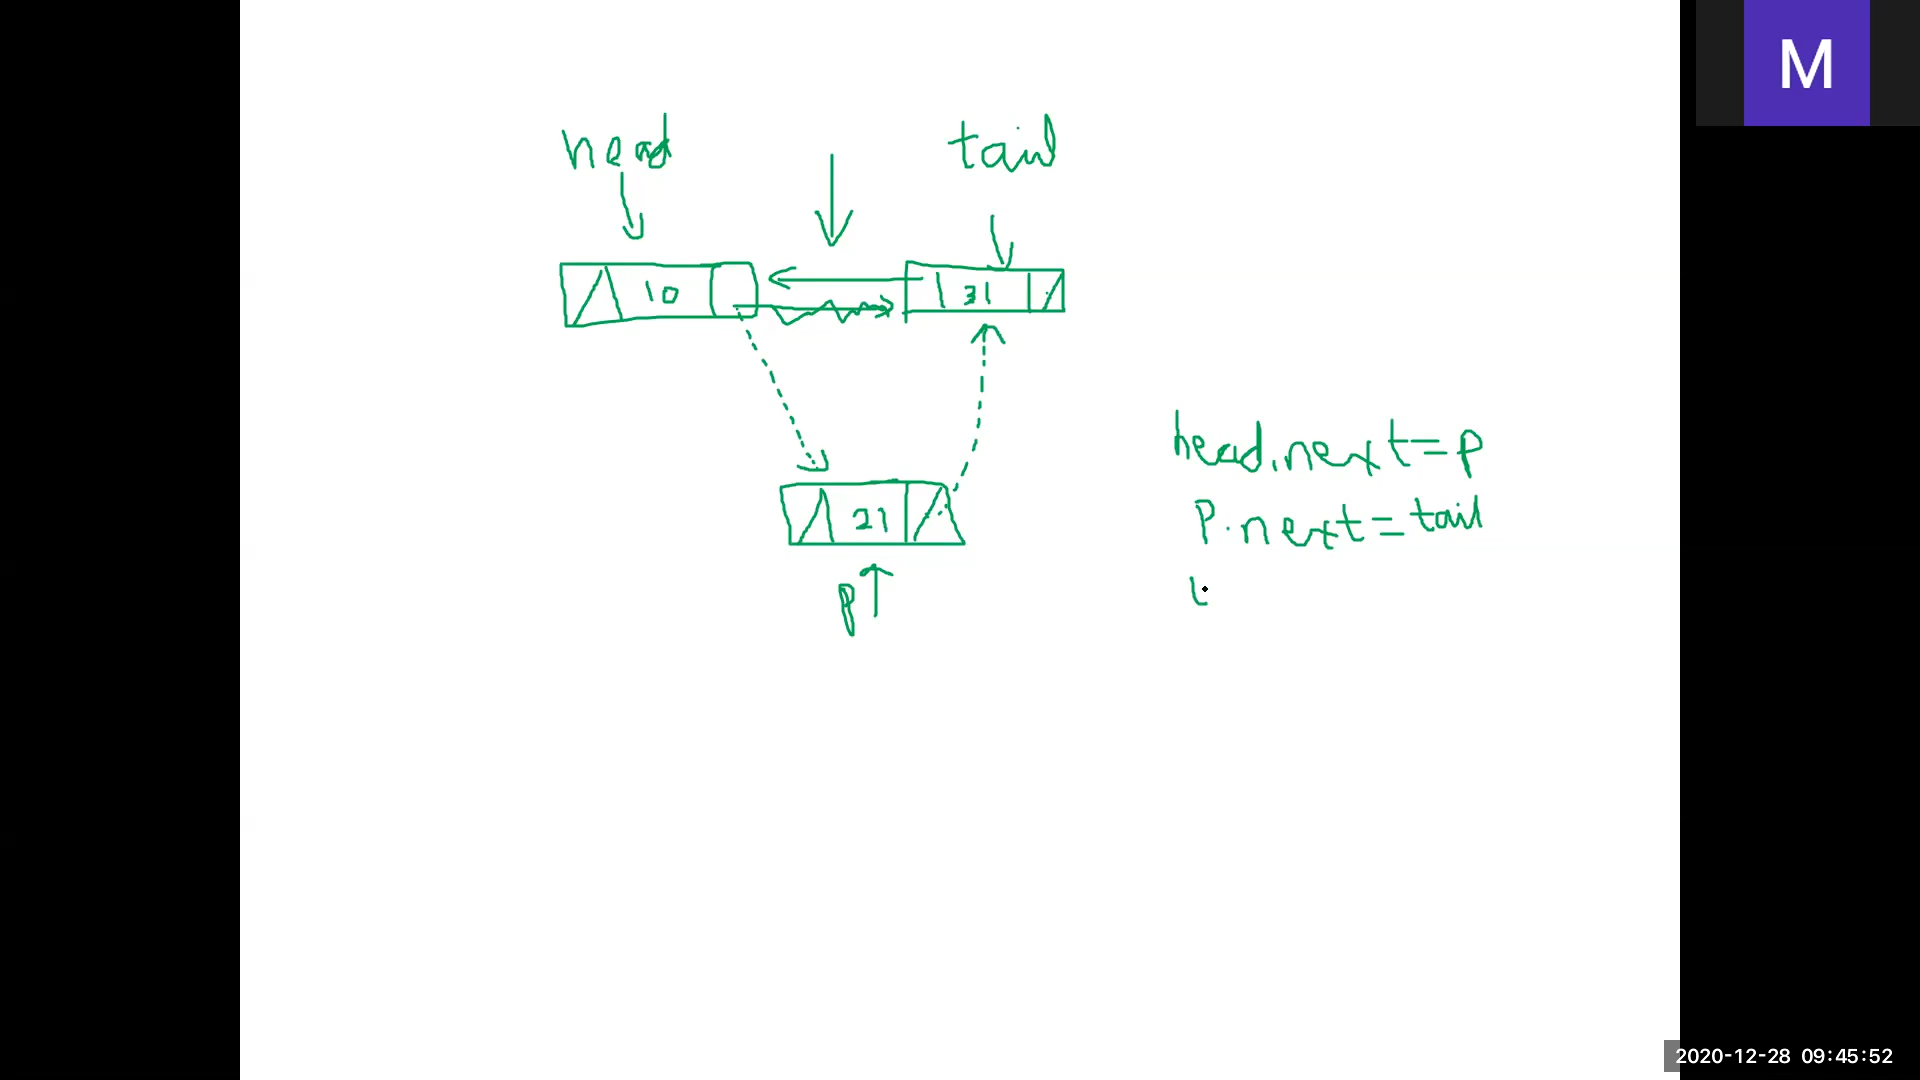 head
tail
10
31
21
p
head.next=p
P.next=tail
M
2020-12-28 09:45:52